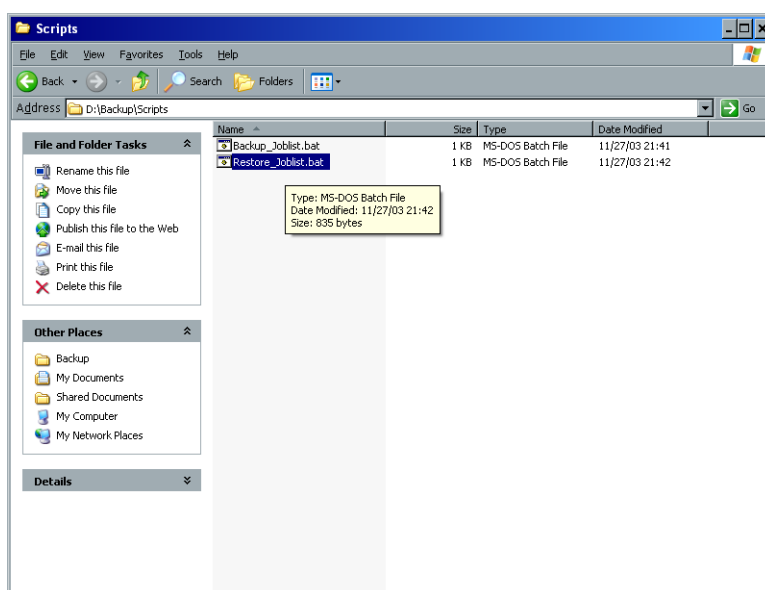 Scripts
File Edit View Favorites Tools Help
Back Search Folders
Address D:\Backup\Scripts Go
Name Size Type Date Modified
Backup_Joblist.bat 1 KB MS-DOS Batch File 11/27/03 21:41
Restore_Joblist.bat 1 KB MS-DOS Batch File 11/27/03 21:42
Type: MS-DOS Batch File
Date Modified: 11/27/03 21:42
Size: 835 bytes
File and Folder Tasks
Rename this file
Move this file
Copy this file
Publish this file to the Web
E-mail this file
Print this file
Delete this file
Other Places
Backup
My Documents
Shared Documents
My Computer
My Network Places
Details